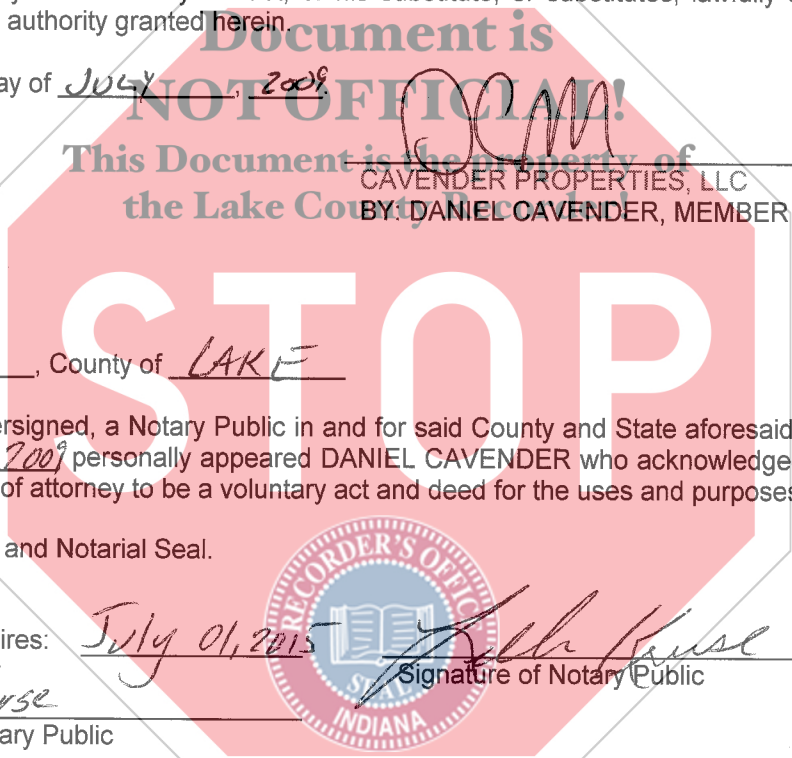 authority granted herein.
Document is
ay of JULY, 2009.
NOT OFFICIAL!
This Document is the property of
the Lake County Recorder!
CAVENDER PROPERTIES, LLC
BY: DANIEL CAVENDER, MEMBER
STOP
, County of LAKE
ersigned, a Notary Public in and for said County and State aforesaid
2009 personally appeared DANIEL CAVENDER who acknowledge
of attorney to be a voluntary act and deed for the uses and purposes
and Notarial Seal.
RECORDER'S OFFICE
SEAL
INDIANA
ires: July 01, 2015
Signature of Notary Public
ary Public